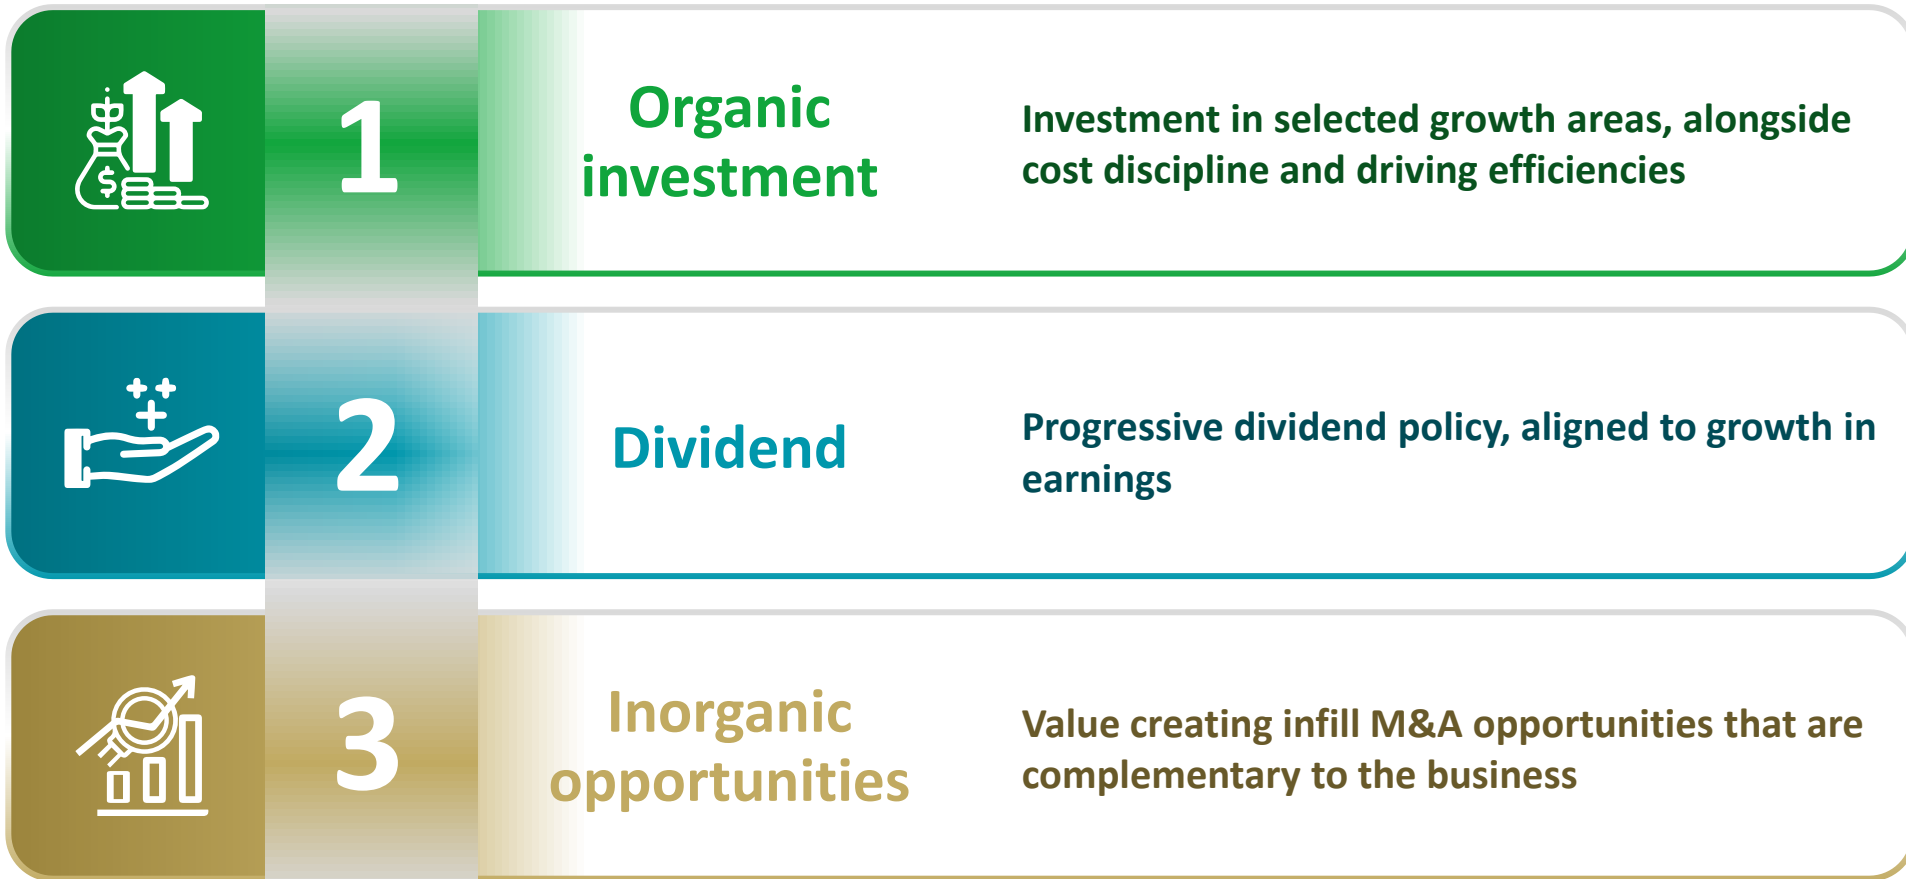 1
Organic
investment
Investment in selected growth areas, alongside
cost discipline and driving efficiencies
2
Dividend
Progressive dividend policy, aligned to growth in
earnings
3
Inorganic
opportunities
Value creating infill M&A opportunities that are
complementary to the business